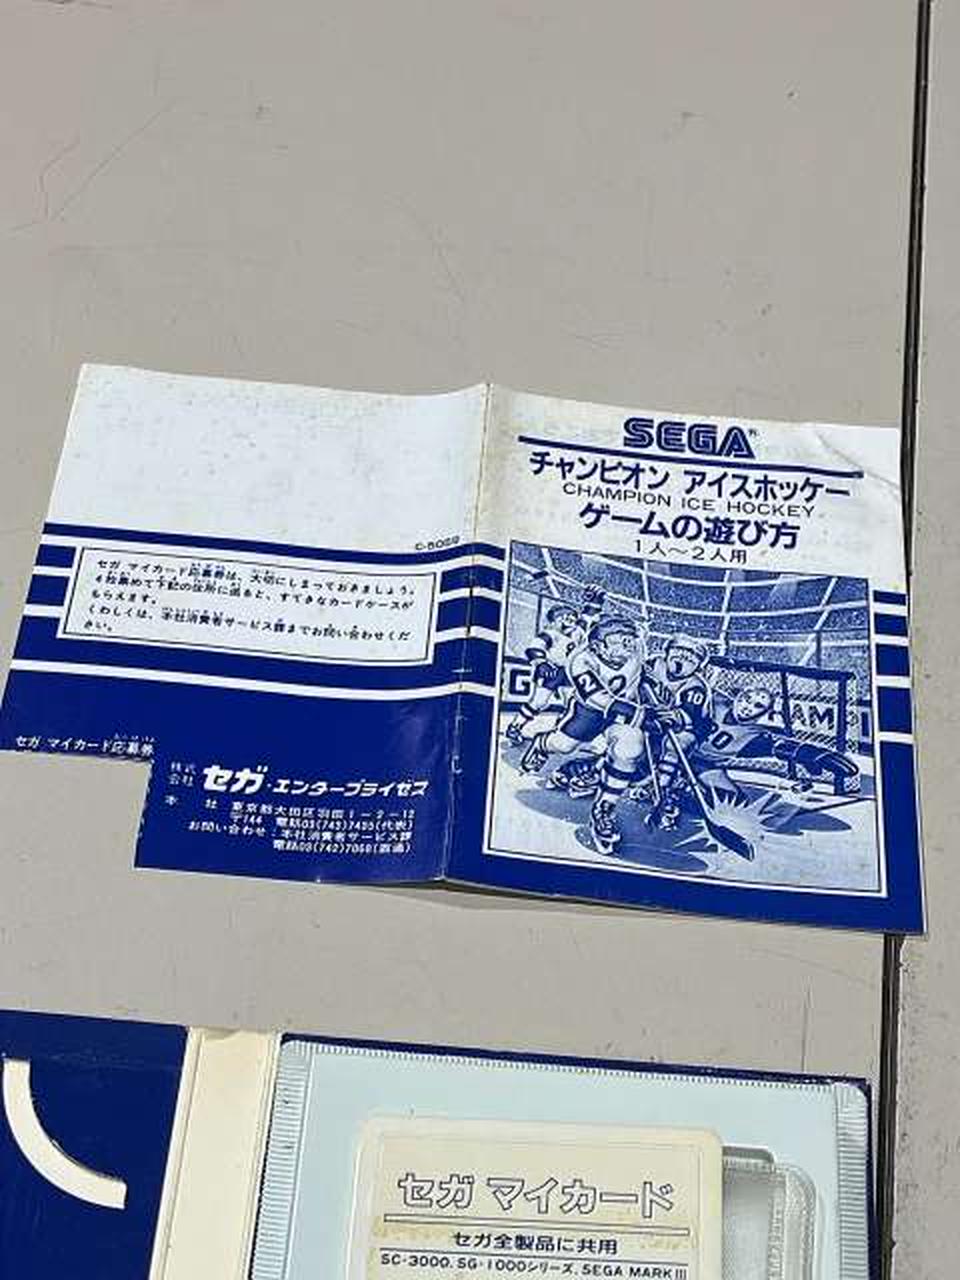 SEGA®
チャンピオン アイスホッケー
CHAMPION ICE HOCKEY
ゲームの遊び方
1人〜2人用
C-5059
セガ マイカード応募券は、大切にしまっておきましょう。
4枚集めて下記の住所に送ると、すてきなカードケースが
もらえます。
くわしくは、本社消費者サービス課までお問い合わせくだ
さい。
セガ マイカード応募券
株式会社 セガ・エンタープライゼス
本 社 東京都大田区羽田1-2-12
〒144 電話03(743)7435(代表)
お問い合わせ・本社消費者サービス課
電話03(742)7068(直通)
G
2
10
0
HAM
セガ マイカード
セガ全製品に共用
SC-3000, SG-1000シリーズ, SEGA MARKIII